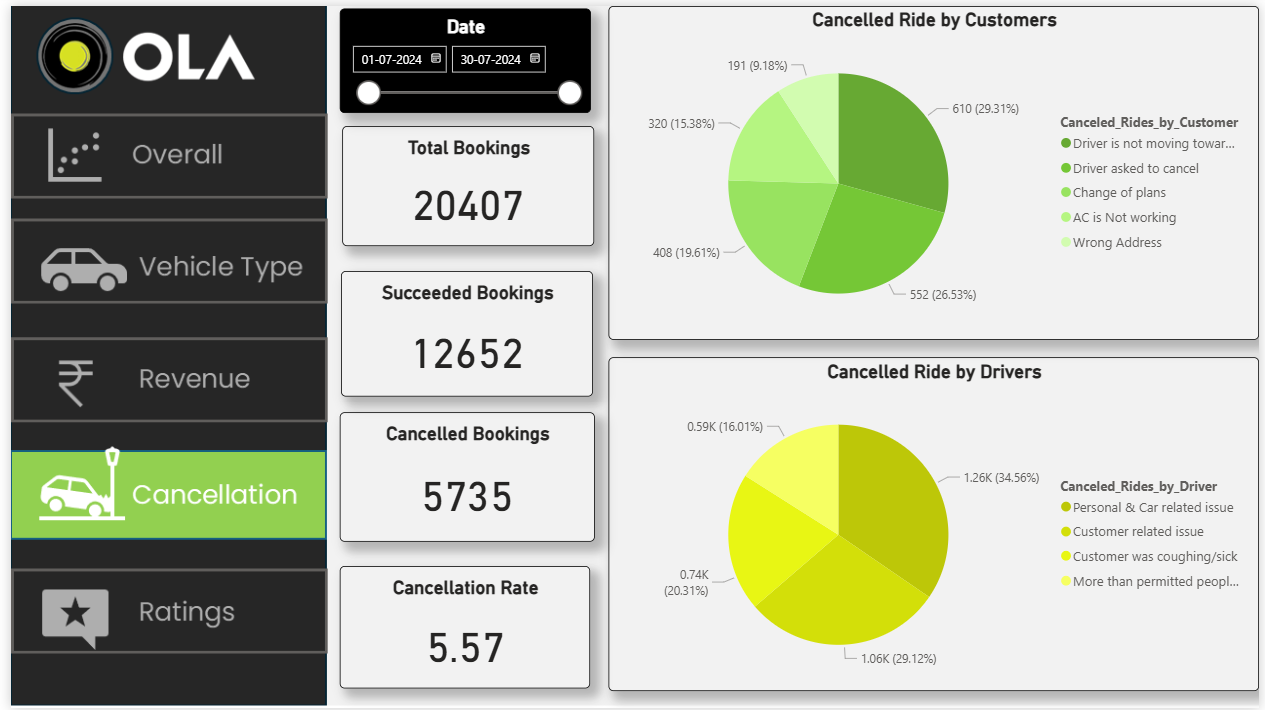 OLA
Overall
Vehicle Type
Revenue
Cancellation
Ratings
Date
01-07-2024
30-07-2024
Total Bookings
20407
Succeeded Bookings
12652
Cancelled Bookings
5735
Cancellation Rate
5.57
Cancelled Ride by Customers
191 (9.18%)
610 (29.31%)
320 (15.38%)
408 (19.61%)
552 (26.53%)
Canceled_Rides_by_Customer
Driver is not moving towar...
Driver asked to cancel
Change of plans
AC is Not working
Wrong Address
Cancelled Ride by Drivers
0.59K (16.01%)
1.26K (34.56%)
0.74K
(20.31%)
1.06K (29.12%)
Canceled_Rides_by_Driver
Personal & Car related issue
Customer related issue
Customer was coughing/sick
More than permitted peopl...